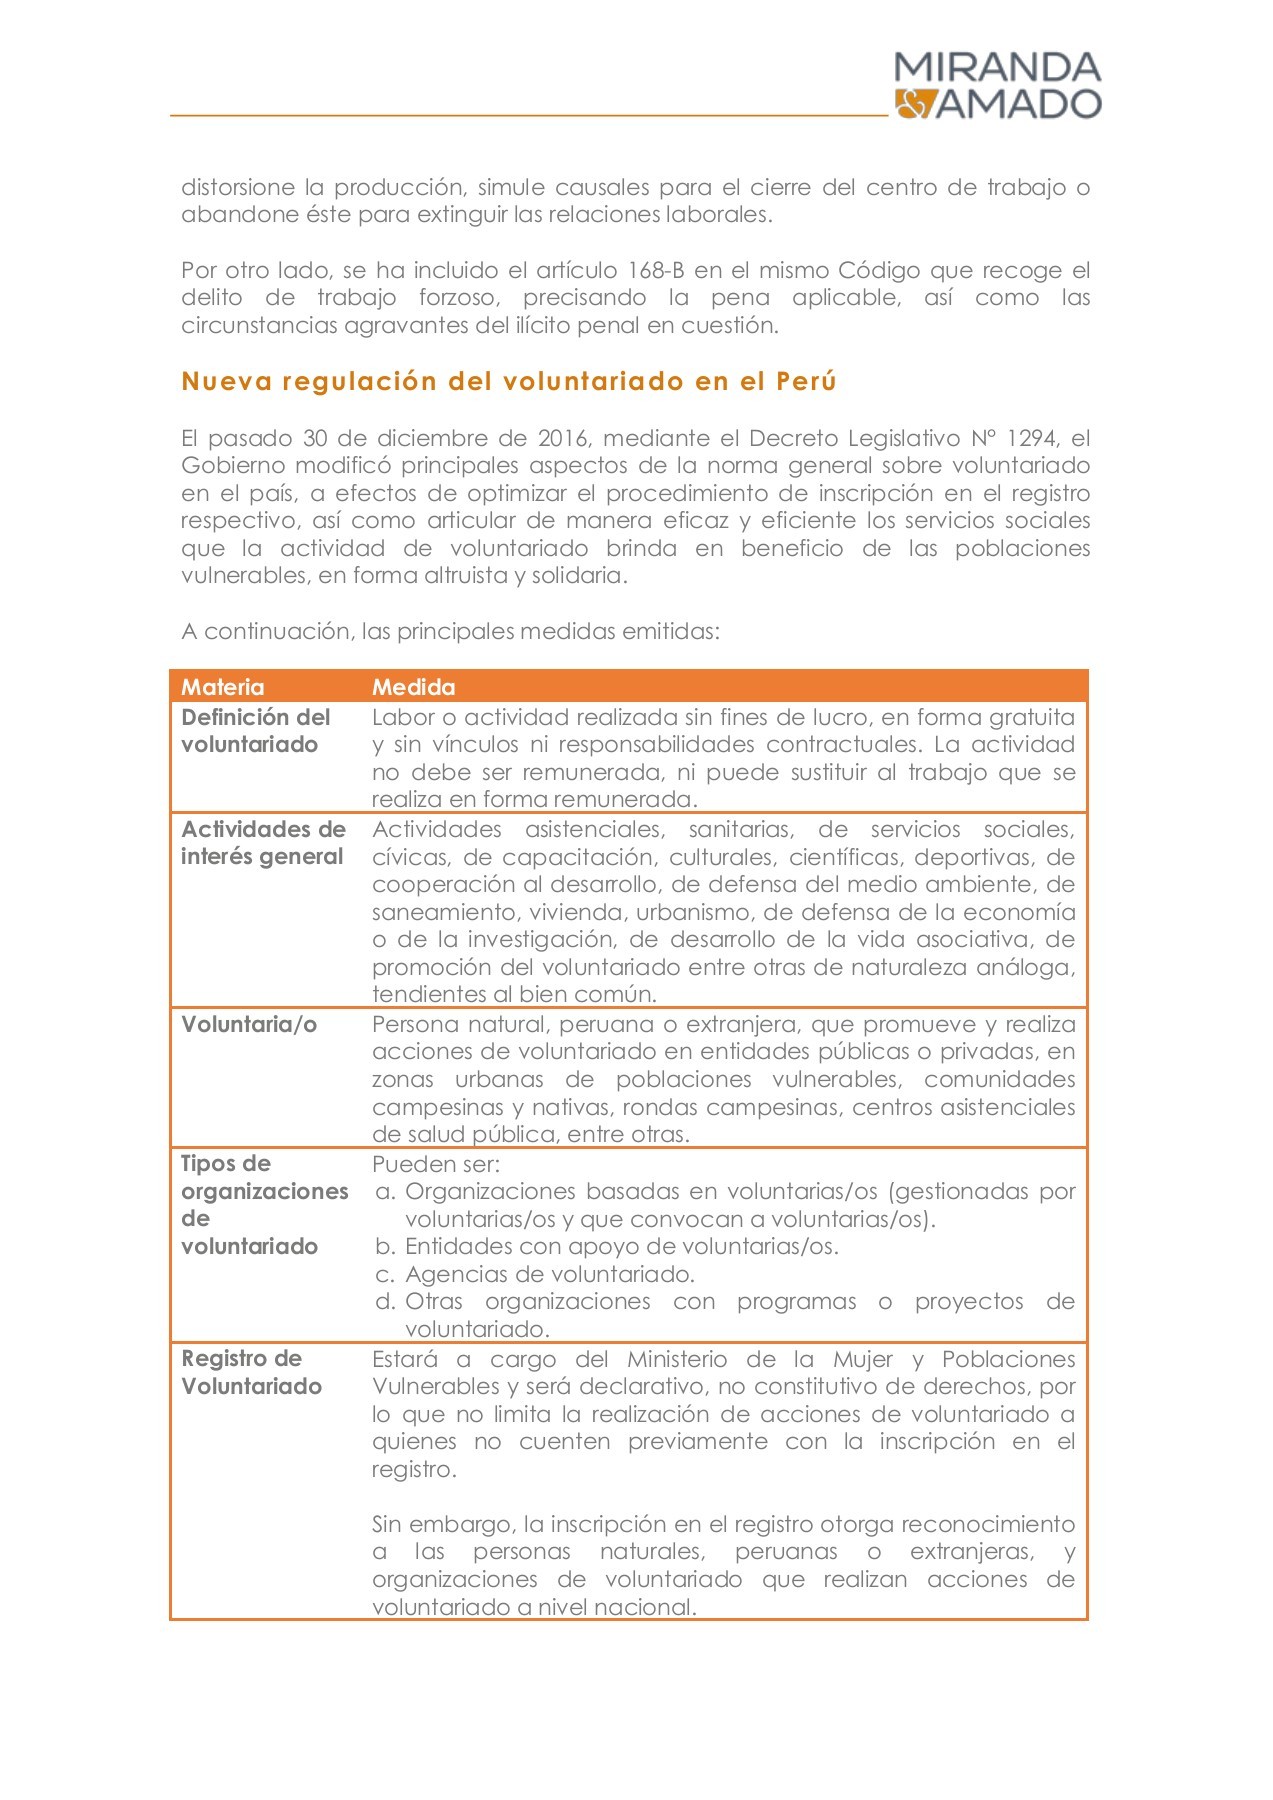 MIRANDA
& AMADO
distorsione la producción, simule causales para el cierre del centro de trabajo o
abandone éste para extinguir las relaciones laborales.
Por otro lado, se ha incluido el artículo 168-B en el mismo Código que recoge el
delito de trabajo forzoso, precisando la pena aplicable, así como las
circunstancias agravantes del ilícito penal en cuestión.
Nueva regulación del voluntariado en el Perú
El pasado 30 de diciembre de 2016, mediante el Decreto Legislativo Nº 1294, el
Gobierno modificó principales aspectos de la norma general sobre voluntariado
en el país, a efectos de optimizar el procedimiento de inscripción en el registro
respectivo, así como articular de manera eficaz y eficiente los servicios sociales
que la actividad de voluntariado brinda en beneficio de las poblaciones
vulnerables, en forma altruista y solidaria.
A continuación, las principales medidas emitidas:
Materia Medida
Definición del
voluntariado
Labor o actividad realizada sin fines de lucro, en forma gratuita
y sin vínculos ni responsabilidades contractuales. La actividad
no debe ser remunerada, ni puede sustituir al trabajo que se
realiza en forma remunerada.
Actividades de
interés general
Actividades asistenciales, sanitarias, de servicios sociales,
cívicas, de capacitación, culturales, científicas, deportivas, de
cooperación al desarrollo, de defensa del medio ambiente, de
saneamiento, vivienda, urbanismo, de defensa de la economía
o de la investigación, de desarrollo de la vida asociativa, de
promoción del voluntariado entre otras de naturaleza análoga,
tendientes al bien común.
Voluntaria/o
Persona natural, peruana o extranjera, que promueve y realiza
acciones de voluntariado en entidades públicas o privadas, en
zonas urbanas de poblaciones vulnerables, comunidades
campesinas y nativas, rondas campesinas, centros asistenciales
de salud pública, entre otras.
Tipos de
organizaciones
de
voluntariado
Pueden ser:
a. Organizaciones basadas en voluntarias/os (gestionadas por
voluntarias/os y que convocan a voluntarias/os).
b. Entidades con apoyo de voluntarias/os.
c. Agencias de voluntariado.
d. Otras organizaciones con programas o proyectos de
voluntariado.
Registro de
Voluntariado
Estará a cargo del Ministerio de la Mujer y Poblaciones
Vulnerables y será declarativo, no constitutivo de derechos, por
lo que no limita la realización de acciones de voluntariado a
quienes no cuenten previamente con la inscripción en el
registro.
Sin embargo, la inscripción en el registro otorga reconocimiento
a las personas naturales, peruanas o extranjeras, y
organizaciones de voluntariado que realizan acciones de
voluntariado a nivel nacional.